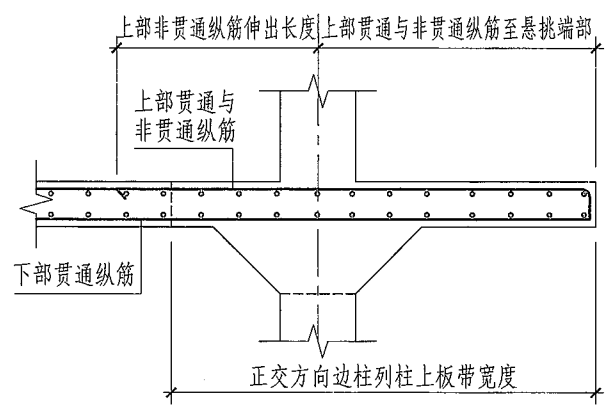 上部非贯通纵筋伸出长度
上部贯通与非贯通纵筋至悬挑端部
上部贯通与
非贯通纵筋
下部贯通纵筋
正交方向边柱列柱上板带宽度